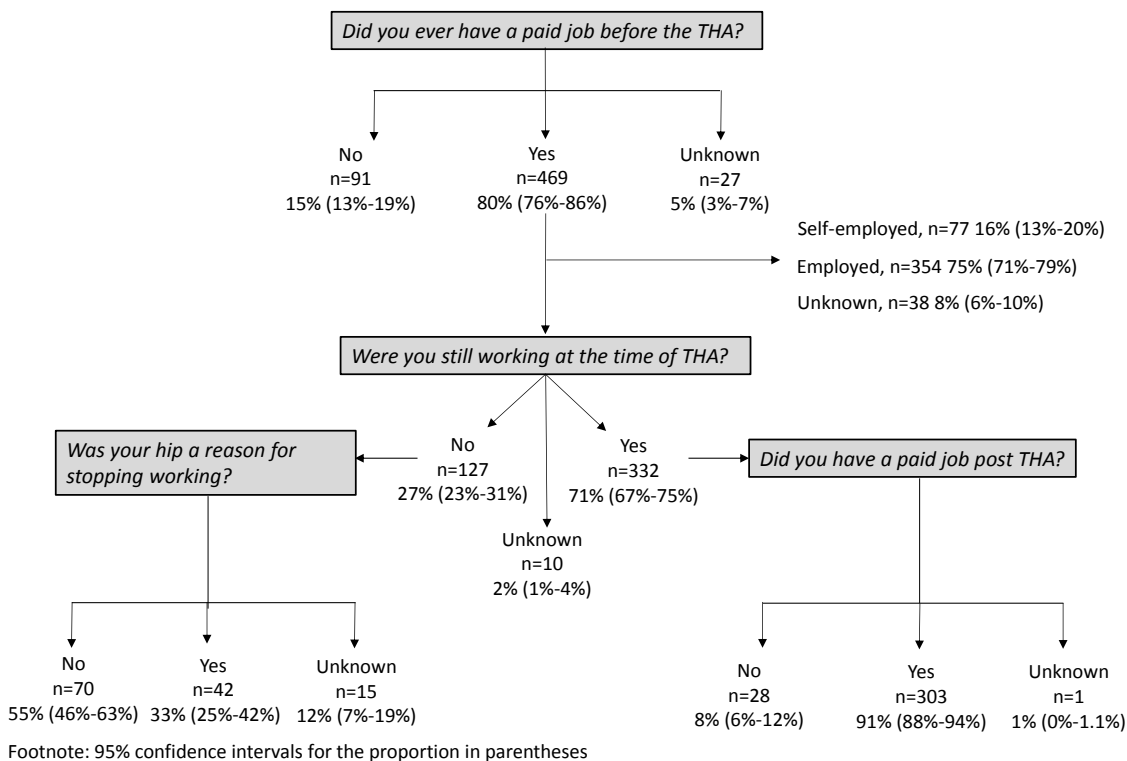 Did you ever have a paid job before the THA?
No
n=91
15% (13%-19%)
Yes
n=469
80% (76%-86%)
Unknown
n=27
5% (3%-7%)
Self-employed, n=77 16% (13%-20%)
Employed, n=354 75% (71%-79%)
Unknown, n=38 8% (6%-10%)
Were you still working at the time of THA?
No
n=127
27% (23%-31%)
Unknown
n=10
2% (1%-4%)
Yes
n=332
71% (67%-75%)
Was your hip a reason for
stopping working?
No
n=70
55% (46%-63%)
Yes
n=42
33% (25%-42%)
Unknown
n=15
12% (7%-19%)
Did you have a paid job post THA?
No
n=28
8% (6%-12%)
Yes
n=303
91% (88%-94%)
Unknown
n=1
1% (0%-1.1%)
Footnote: 95% confidence intervals for the proportion in parentheses